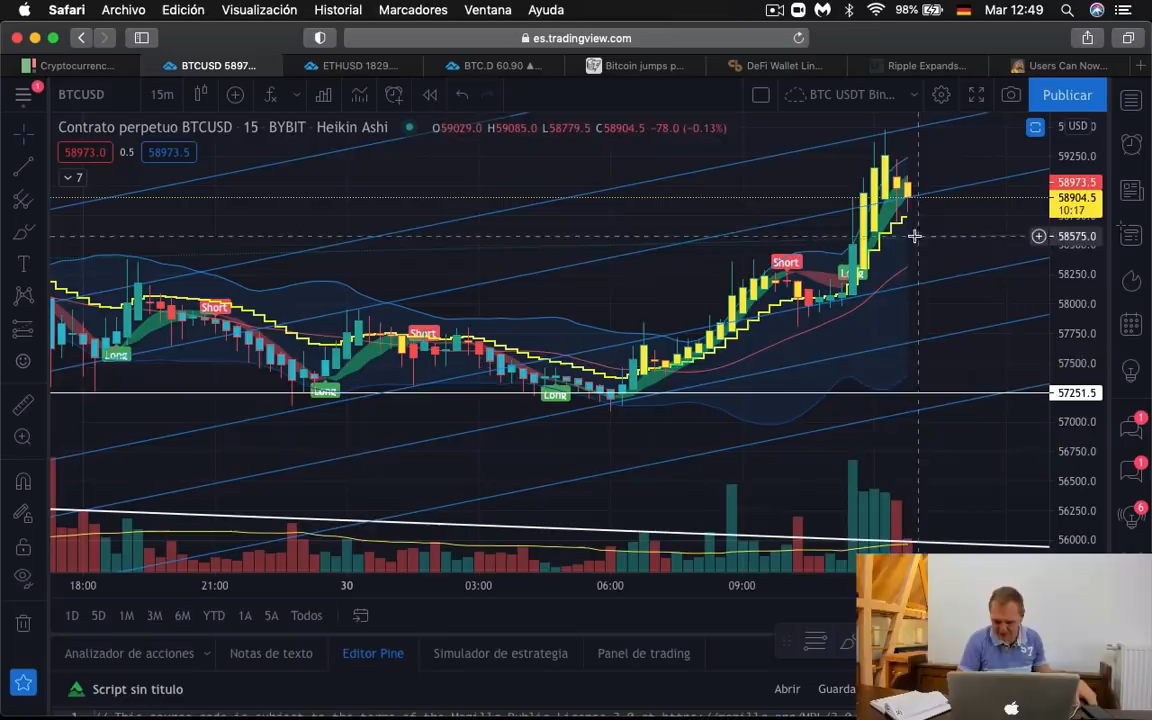 Safari Archivo Edición Visualización Historial Marcadores Ventana Ayuda 98% Mar 12:49
es.tradingview.com
Cryptocurrenc... BTCUSD 5897... ETHUSD 1829.... BTC.D 60.90 ▲... Bitcoin jumps p... DeFi Wallet Lin... Ripple Expands... Users Can Now...
1
BTCUSD 15m BTC USDT Bin... Publicar
Contrato perpetuo BTCUSD · 15 · BYBIT · Heikin Ashi O59029.0 H59085.0 L58779.5 C58904.5 −78.0 (−0.13%)
USD
58973.0 0.5 58973.5
59250.0
7
58973.5
58904.5
10:17
58575.0
Short
58250.0
Short
58000.0
Short
57750.0
Long
57500.0
Long
Long
57251.5
57000.0
1
56750.0
1
56500.0
6
56000.0
18:00 21:00 30 03:00 06:00 09:00
1D 5D 1M 3M 6M YTD 1A 5A Todos
Analizador de acciones Notas de texto Editor Pine Simulador de estrategia Panel de trading
Script sin título Abrir Guarda